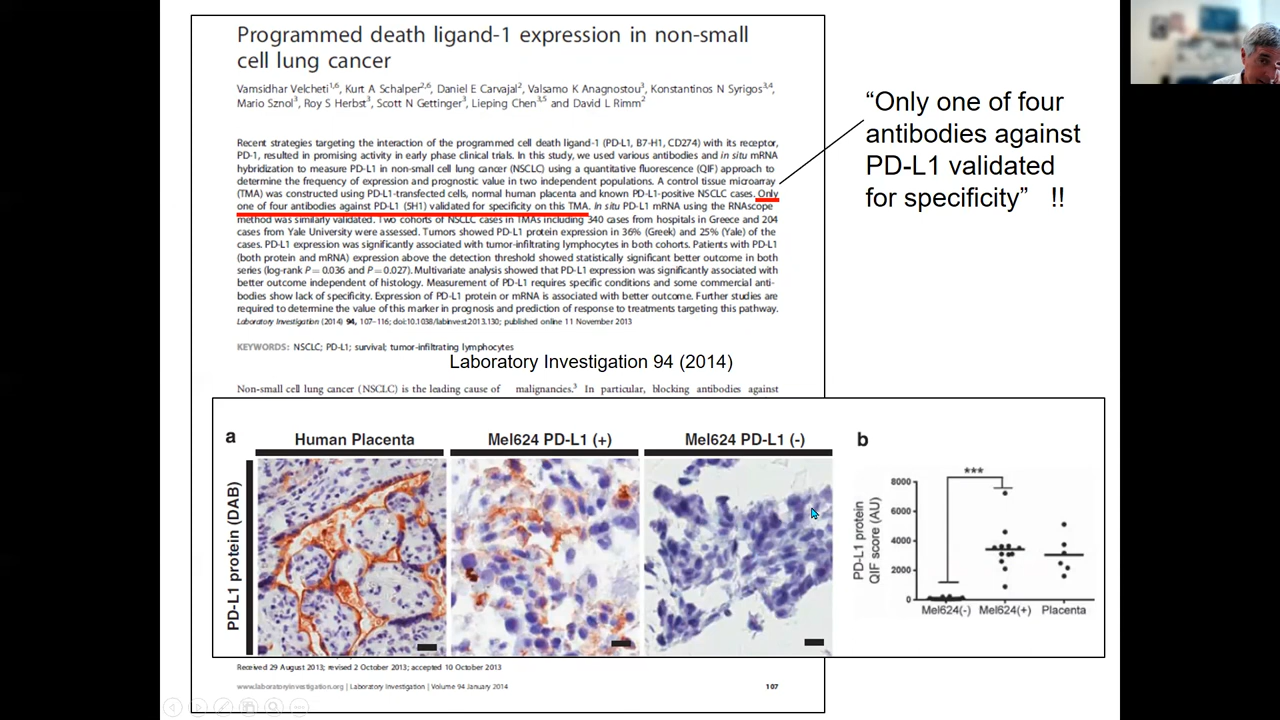 Programmed death ligand-1 expression in non-small
cell lung cancer
Vamsidhar Velcheti1,6, Kurt A Schalper2,6, Daniel E Carvajal2, Valsamo K Anagnostou3, Konstantinos N Syrigos3,4,
Mario Sznol3, Roy S Herbst3, Scott N Gettinger3, Lieping Chen3,5 and David L Rimm2
Recent strategies targeting the interaction of the programmed cell death ligand-1 (PD-L1, B7-H1, CD274) with its receptor,
PD-1, resulted in promising activity in early phase clinical trials. In this study, we used various antibodies and in situ mRNA
hybridization to measure PD-L1 in non-small cell lung cancer (NSCLC) using a quantitative fluorescence (QIF) approach to
determine the frequency of expression and prognostic value in two independent populations. A control tissue microarray
(TMA) was constructed using PD-L1-transfected cells, normal human placenta and known PD-L1-positive NSCLC cases. Only
one of four antibodies against PD-L1 (5H1) validated for specificity on this TMA. In situ PD-L1 mRNA using the RNAscope
method was similarly validated. Two cohorts of NSCLC cases in TMAs including 340 cases from hospitals in Greece and 204
cases from Yale University were assessed. Tumors showed PD-L1 protein expression in 36% (Greek) and 25% (Yale) of the
cases. PD-L1 expression was significantly associated with tumor-infiltrating lymphocytes in both cohorts. Patients with PD-L1
(both protein and mRNA) expression above the detection threshold showed statistically significant better outcome in both
series (log-rank P = 0.036 and P = 0.027). Multivariate analysis showed that PD-L1 expression was significantly associated with
better outcome independent of histology. Measurement of PD-L1 requires specific conditions and some commercial anti-
bodies show lack of specificity. Expression of PD-L1 protein or mRNA is associated with better outcome. Further studies are
required to determine the value of this marker in prognosis and prediction of response to treatments targeting this pathway.
Laboratory Investigation (2014) 94, 107–116; doi:10.1038/labinvest.2013.130; published online 11 November 2013
KEYWORDS: NSCLC; PD-L1; survival; tumor-infiltrating lymphocytes
Laboratory Investigation 94 (2014)
Non-small cell lung cancer (NSCLC) is the leading cause of
malignancies.3 In particular, blocking antibodies against
“Only one of four
antibodies against
PD-L1 validated
for specificity” !!
a
Human Placenta
Mel624 PD-L1 (+)
Mel624 PD-L1 (-)
PD-L1 protein (DAB)
b
PD-L1 protein
QIF score (AU)
8000
6000
4000
2000
0
***
Mel624(-)
Mel624(+)
Placenta
Received 29 August 2013; revised 2 October 2013; accepted 10 October 2013
www.laboratoryinvestigation.org | Laboratory Investigation | Volume 94 January 2014
107